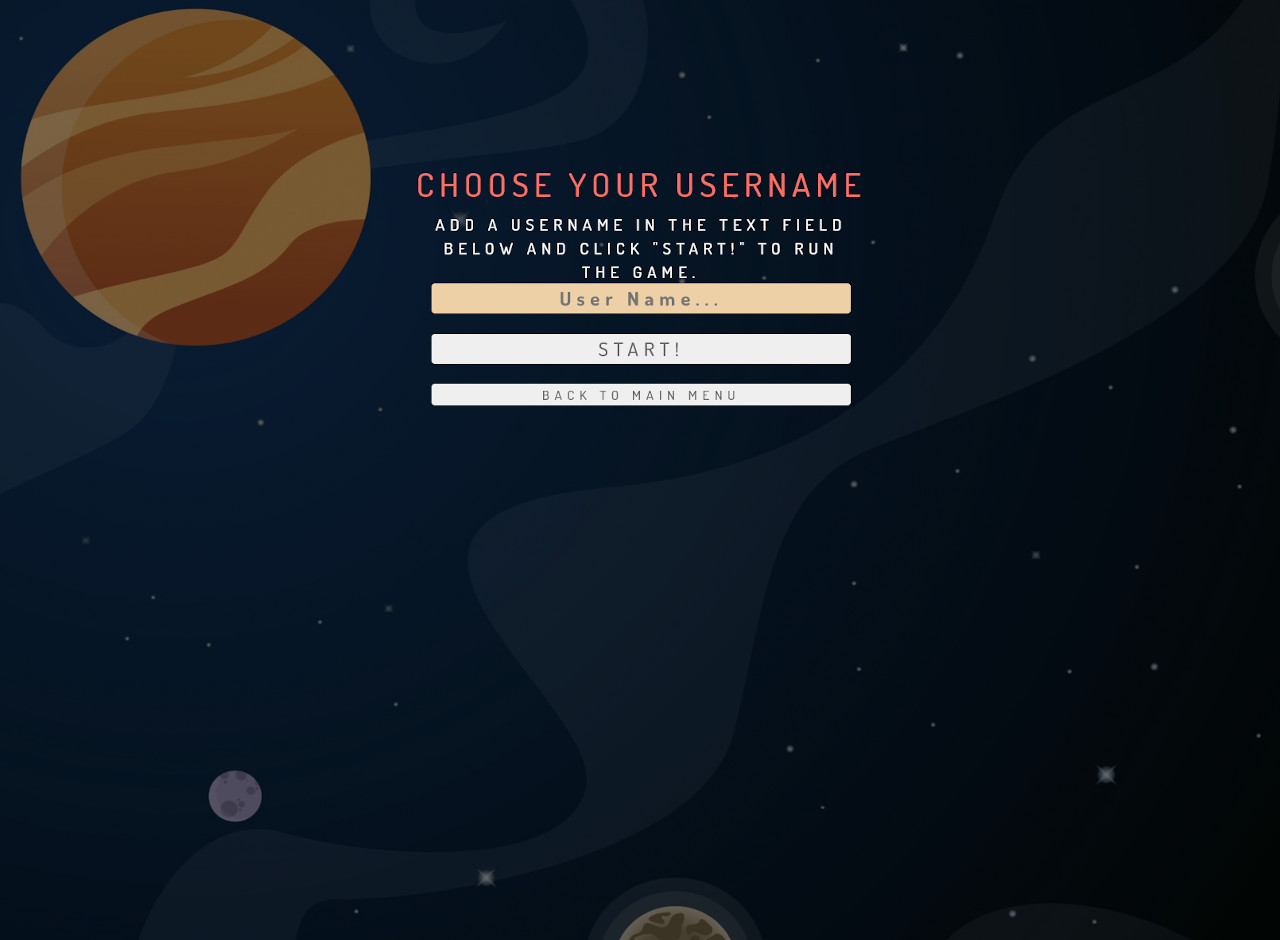 CHOOSE YOUR USERNAME
ADD A USERNAME IN THE TEXT FIELD
BELOW AND CLICK "START!" TO RUN
THE GAME.
User Name...
START!
BACK TO MAIN MENU